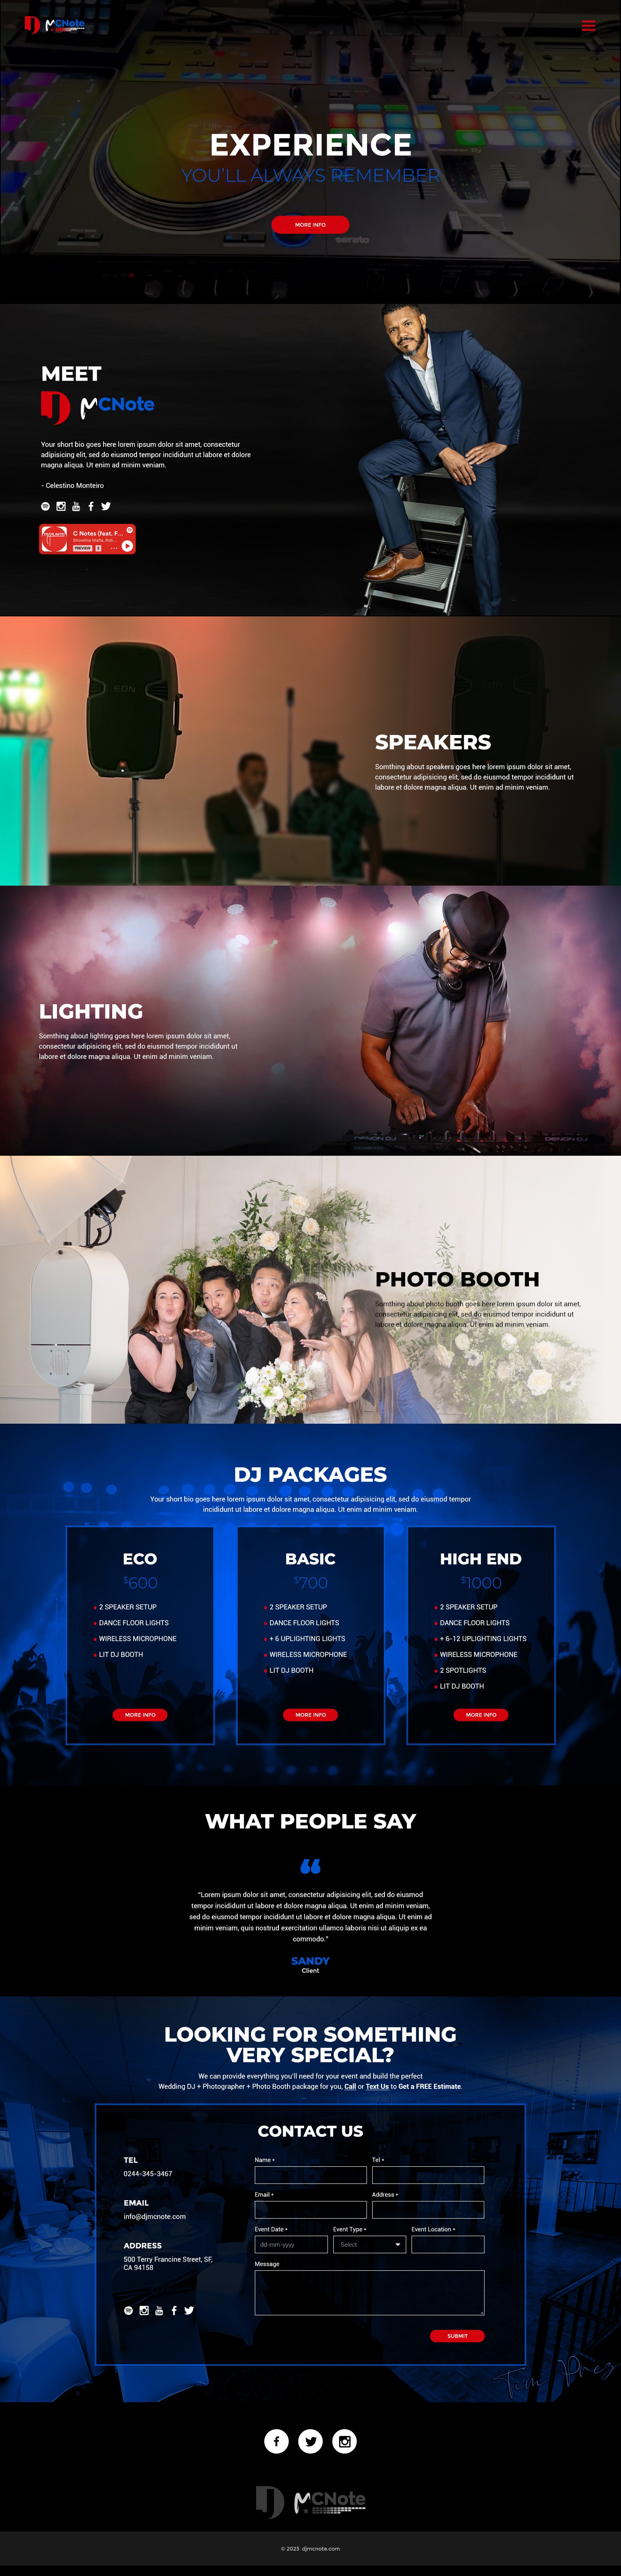 MCNote
EXPERIENCE
YOU'LL ALWAYS REMEMBER
MORE INFO
serato
MEET
MCNote
Your short bio goes here lorem ipsum dolor sit amet, consectetur
adipisicing elit, sed do eiusmod tempor incididunt ut labore et dolore
magna aliqua. Ut enim ad minim veniam.
- Celestino Monteiro
C Notes (feat. F...
PREVIEW
EON
SPEAKERS
Somthing about speakers goes here lorem ipsum dolor sit amet,
consectetur adipisicing elit, sed do eiusmod tempor incididunt ut
labore et dolore magna aliqua. Ut enim ad minim veniam.
LIGHTING
Somthing about lighting goes here lorem ipsum dolor sit amet,
consectetur adipisicing elit, sed do eiusmod tempor incididunt ut
labore et dolore magna aliqua. Ut enim ad minim veniam.
DENON DJ
DENON DJ
PHOTO BOOTH
Somthing about photo booth goes here lorem ipsum dolor sit amet,
consectetur adipisicing elit, sed do eiusmod tempor incididunt ut
labore et dolore magna aliqua. Ut enim ad minim veniam.
DJ PACKAGES
Your short bio goes here lorem ipsum dolor sit amet, consectetur adipisicing elit, sed do eiusmod tempor
incididunt ut labore et dolore magna aliqua. Ut enim ad minim veniam.
ECO
$600
2 SPEAKER SETUP
DANCE FLOOR LIGHTS
WIRELESS MICROPHONE
LIT DJ BOOTH
MORE INFO
BASIC
$700
2 SPEAKER SETUP
DANCE FLOOR LIGHTS
+ 6 UPLIGHTING LIGHTS
WIRELESS MICROPHONE
LIT DJ BOOTH
MORE INFO
HIGH END
$1000
2 SPEAKER SETUP
DANCE FLOOR LIGHTS
+ 6-12 UPLIGHTING LIGHTS
WIRELESS MICROPHONE
2 SPOTLIGHTS
LIT DJ BOOTH
MORE INFO
WHAT PEOPLE SAY
“
“Lorem ipsum dolor sit amet, consectetur adipisicing elit, sed do eiusmod
tempor incididunt ut labore et dolore magna aliqua. Ut enim ad minim veniam,
sed do eiusmod tempor incididunt ut labore et dolore magna aliqua. Ut enim ad
minim veniam, quis nostrud exercitation ullamco laboris nisi ut aliquip ex ea
commodo.”
SANDY
Client
LOOKING FOR SOMETHING
VERY SPECIAL?
We can provide everything you'll need for your event and build the perfect
Wedding DJ + Photographer + Photo Booth package for you, Call or Text Us to Get a FREE Estimate.
CONTACT US
TEL
0244-345-3467
EMAIL
info@djmcnote.com
ADDRESS
500 Terry Francine Street, SF,
CA 94158
Name *
Tel *
Email *
Address *
Event Date *
Event Type *
Event Location *
dd-mm-yyyy
Select
Message
SUBMIT
MCNote
© 2023 djmcnote.com